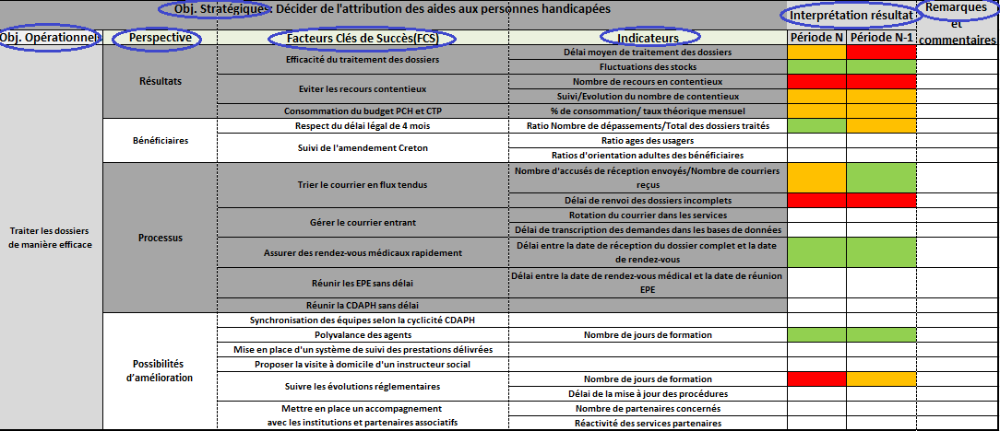 Obj. Stratégiques: Décider de l'attribution des aides aux personnes handicapées
Interprétation résultat
Remarques
et
commentaires
Obj. Opérationnel
Perspective
Facteurs Clés de Succès(FCS)
Indicateurs
Période N
Période N-1
Traiter les dossiers
de manière efficace
Résultats
Efficacité du traitement des dossiers
Délai moyen de traitement des dossiers
Fluctuations des stocks
Eviter les recours contentieux
Nombre de recours en contentieux
Suivi/Evolution du nombre de contentieux
Consommation du budget PCH et CTP
% de consommation/ taux théorique mensuel
Bénéficiaires
Respect du délai légal de 4 mois
Ratio Nombre de dépassements/Total des dossiers traités
Suivi de l'amendement Creton
Ratio ages des usagers
Ratios d'orientation adultes des bénéficiaires
Processus
Trier le courrier en flux tendus
Nombre d'accusés de réception envoyés/Nombre de courriers
reçus
Délai de renvoi des dossiers incomplets
Gérer le courrier entrant
Rotation du courrier dans les services
Délai de transcription des demandes dans les bases de données
Assurer des rendez-vous médicaux rapidement
Délai entre la date de réception du dossier complet et la date
de rendez-vous
Réunir les EPE sans délai
Délai entre la date de rendez-vous médical et la date de réunion
EPE
Réunir la CDAPH sans délai
Possibilités
d'amélioration
Synchronisation des équipes selon la cyclicité CDAPH
Polyvalance des agents
Nombre de jours de formation
Mise en place d'un système de suivi des prestations délivrées
Proposer la visite à domicile d'un instructeur social
Suivre les évolutions réglementaires
Nombre de jours de formation
Délai de la mise à jour des procédures
Mettre en place un accompagnement
avec les institutions et partenaires associatifs
Nombre de partenaires concernés
Réactivité des services partenaires